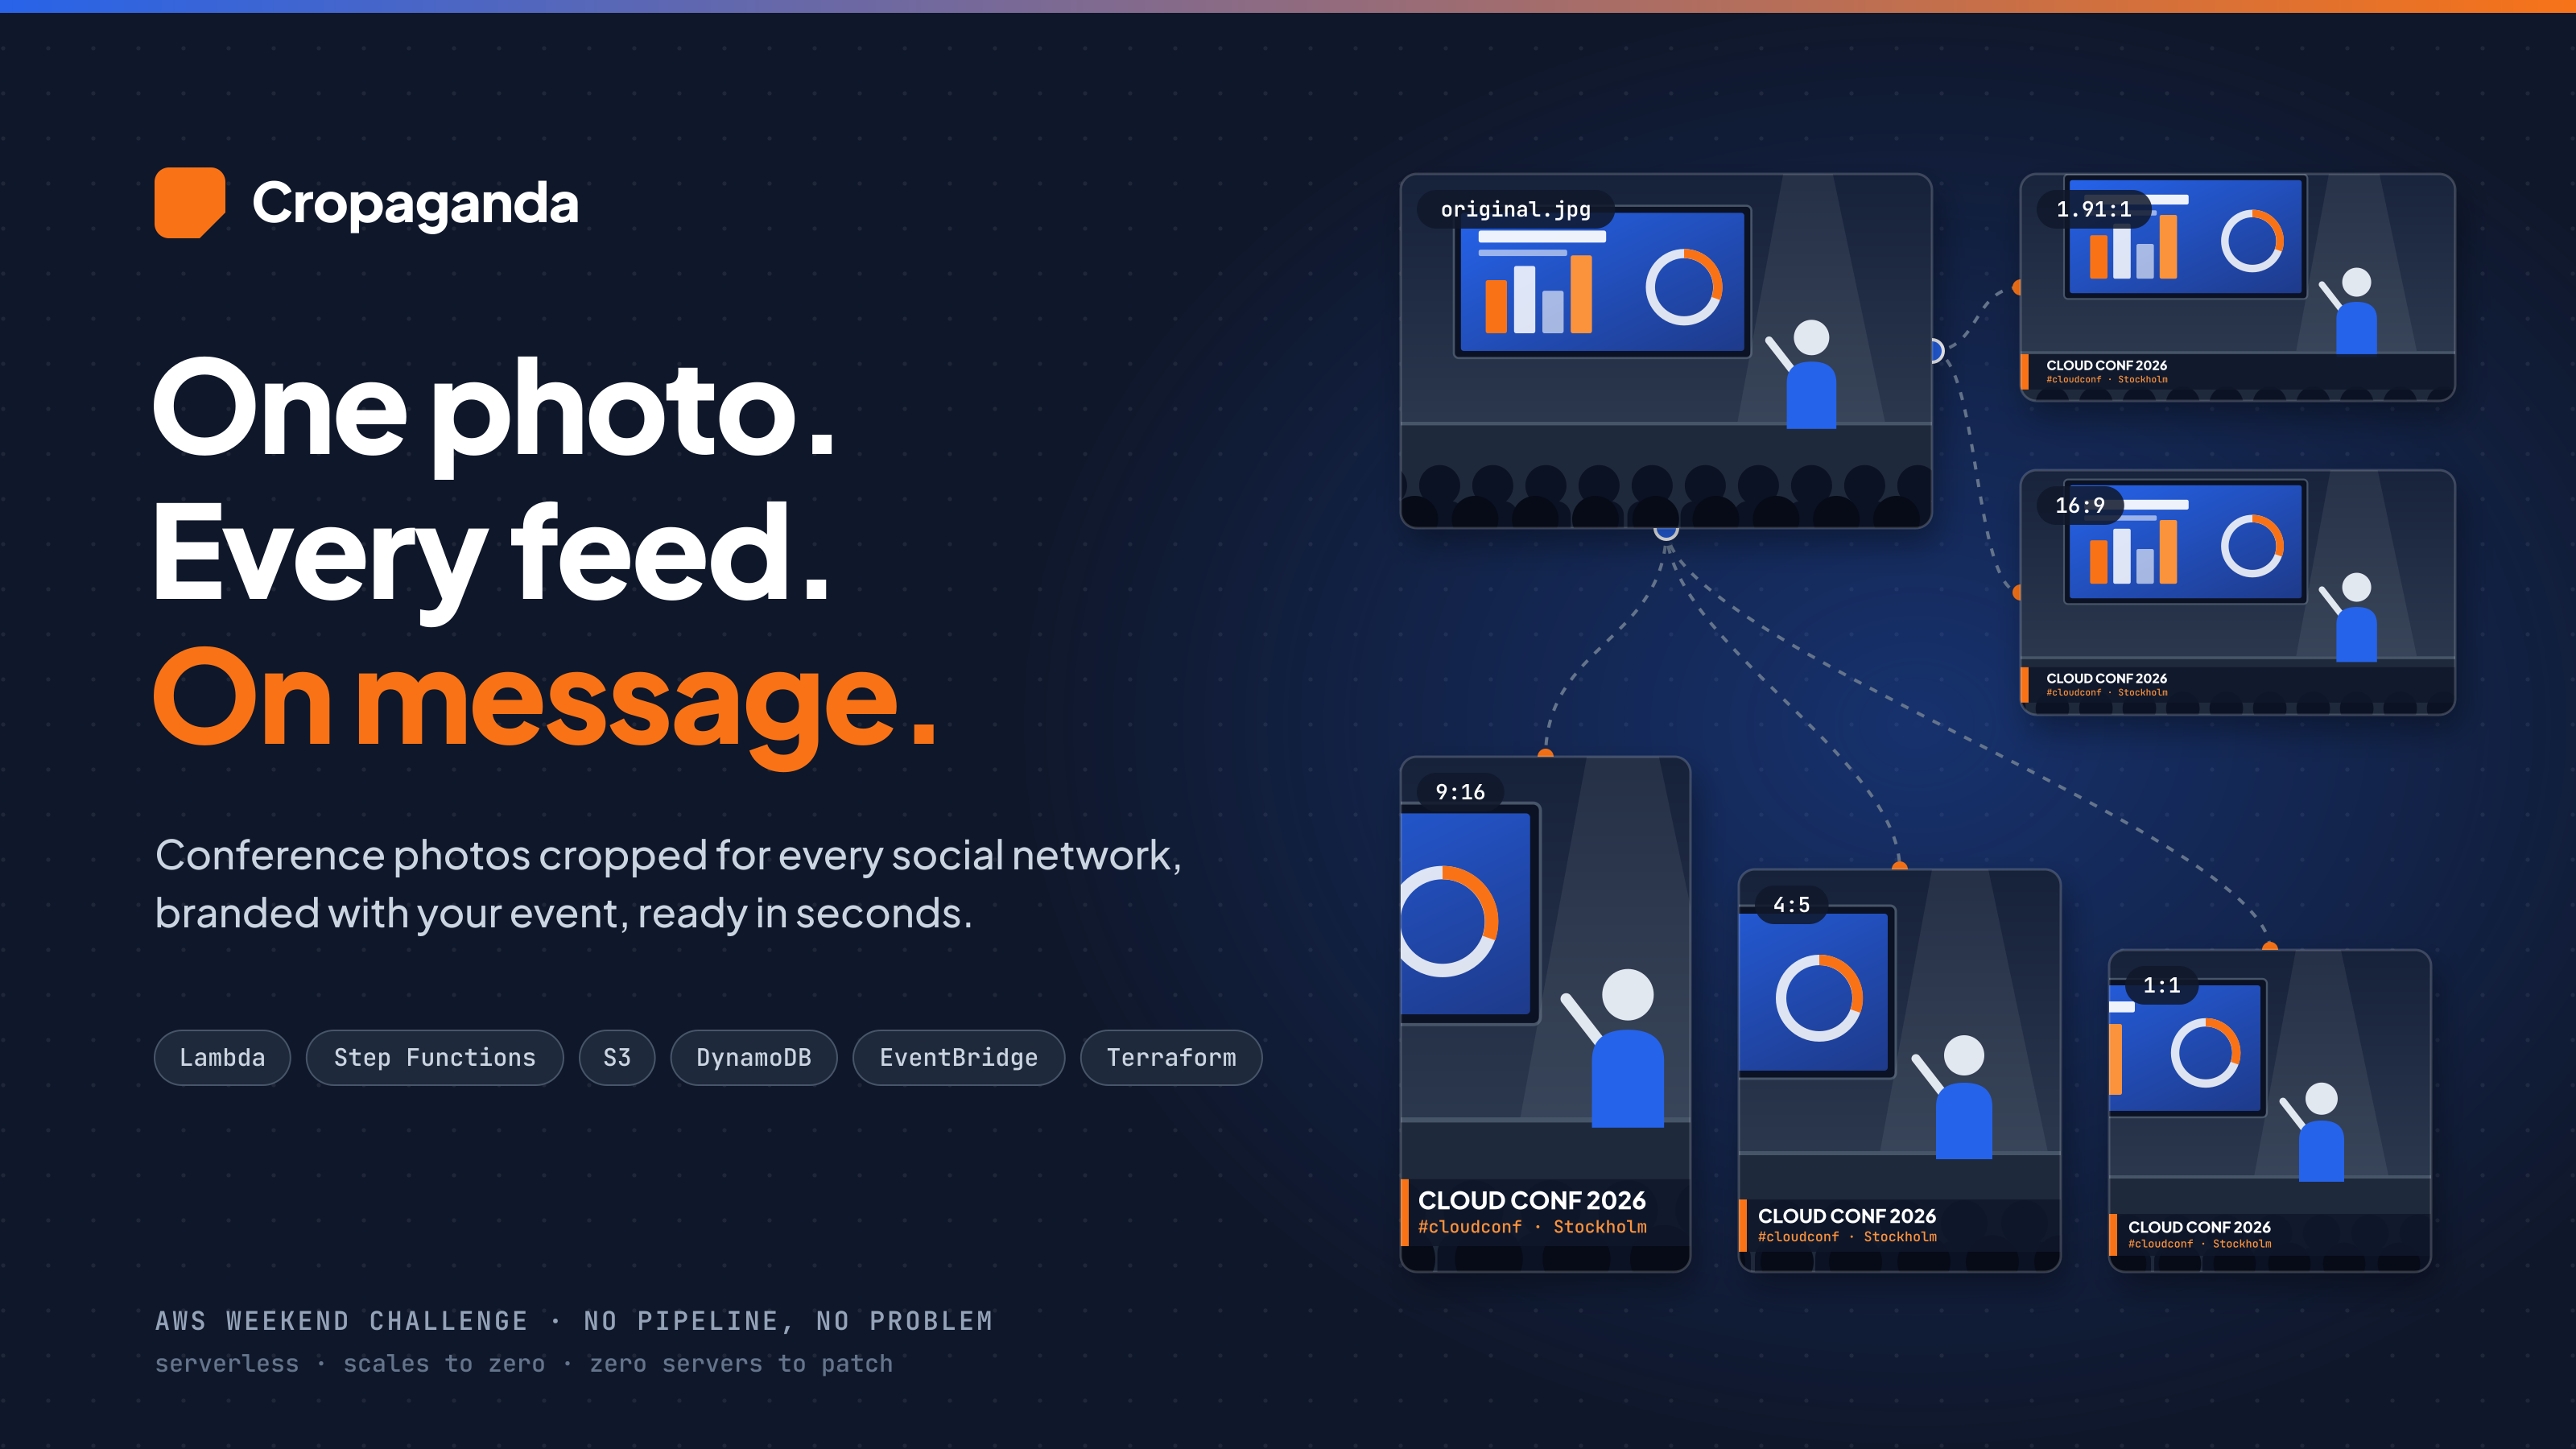 Cropaganda
One photo.
Every feed.
On message.
Conference photos cropped for every social network,
branded with your event, ready in seconds.
Lambda
Step Functions
S3
DynamoDB
EventBridge
Terraform
AWS WEEKEND CHALLENGE · NO PIPELINE, NO PROBLEM
serverless · scales to zero · zero servers to patch
original.jpg
1.91:1
CLOUD CONF 2026
#cloudconf · Stockholm
16:9
CLOUD CONF 2026
#cloudconf · Stockholm
9:16
CLOUD CONF 2026
#cloudconf · Stockholm
4:5
CLOUD CONF 2026
#cloudconf · Stockholm
1:1
CLOUD CONF 2026
#cloudconf · Stockholm